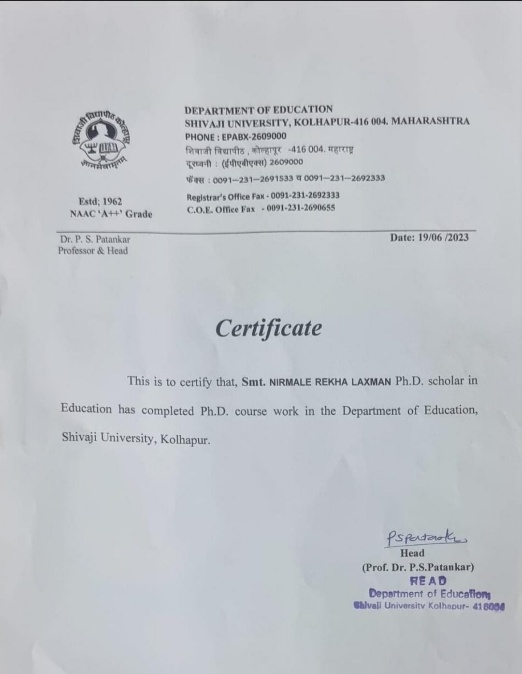 शिवाजी विद्यापीठ कोल्हापूर
ज्ञानमेवामृतम्
Estd; 1962
NAAC 'A++' Grade
DEPARTMENT OF EDUCATION
SHIVAJI UNIVERSITY, KOLHAPUR-416 004. MAHARASHTRA
PHONE : EPABX-2609000
शिवाजी विद्यापीठ , कोल्हापूर -416 004. महाराष्ट्र
दूरध्वनी : (ईपीएबीएक्स) 2609000
फॅक्स : 0091-231-2691533 व 0091-231-2692333
Registrar's Office Fax - 0091-231-2692333
C.O.E. Office Fax - 0091-231-2690655
Dr. P. S. Patankar
Professor & Head
Date: 19/06 /2023
Certificate
This is to certify that, Smt. NIRMALE REKHA LAXMAN Ph.D. scholar in
Education has completed Ph.D. course work in the Department of Education,
Shivaji University, Kolhapur.
PSPatankar
Head
(Prof. Dr. P.S.Patankar)
HEAD
Department of Education,
Shivaji University Kolhapur- 416004